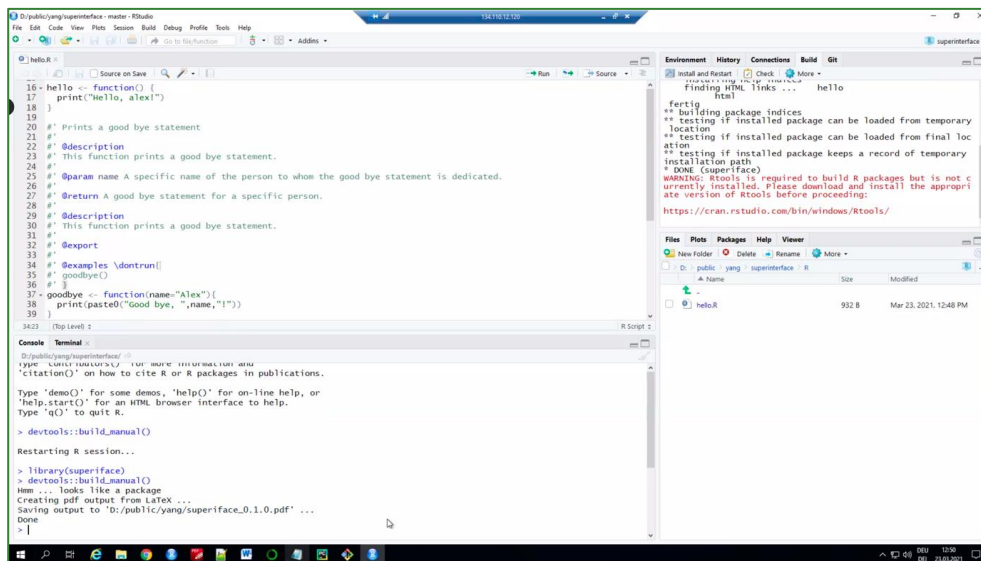 D:/public/yang/superinterface - master - RStudio
134.110.12.120
File Edit Code View Plots Session Build Debug Profile Tools Help
Go to file/function
Addins
superinterface
hello.R
Source on Save
Run
Source
16 hello <- function() {
17 print("Hello, alex!")
18 }
19
20 #' Prints a good bye statement
21 #'
22 #' @description
23 #' This function prints a good bye statement.
24 #'
25 #' @param name A specific name of the person to whom the good bye statement is dedicated.
26 #'
27 #' @return A good bye statement for a specific person.
28 #'
29 #' @description
30 #' This function prints a good bye statement.
31 #'
32 #' @export
33 #'
34 #' @examples \dontrun{
35 #' goodbye()
36 #' }
37 goodbye <- function(name="Alex"){
38 print(paste0("Good bye, ",name,"!"))
39 }
34:23 (Top Level)
R Script
Console Terminal
D:/public/yang/superinterface/
Type 'contributors()' for more information and
'citation()' on how to cite R or R packages in publications.
Type 'demo()' for some demos, 'help()' for on-line help, or
'help.start()' for an HTML browser interface to help.
Type 'q()' to quit R.
> devtools::build_manual()
Restarting R session...
> library(superiface)
> devtools::build_manual()
Hmm ... looks like a package
Creating pdf output from LaTeX ...
Saving output to 'D:/public/yang/superiface_0.1.0.pdf' ...
Done
>
Environment History Connections Build Git
Install and Restart Check More
installing help indices
finding HTML links ... hello
html
fertig
** building package indices
** testing if installed package can be loaded from temporary
location
** testing if installed package can be loaded from final loc
ation
** testing if installed package keeps a record of temporary
installation path
* DONE (superiface)
WARNING: Rtools is required to build R packages but is not c
urrently installed. Please download and install the appropri
ate version of Rtools before proceeding:
https://cran.rstudio.com/bin/windows/Rtools/
Files Plots Packages Help Viewer
New Folder Delete Rename More
D: public yang superinterface R
Name Size Modified
..
hello.R 932 B Mar 23, 2021, 12:48 PM
DEU 12:50
DEI 23.03.2021